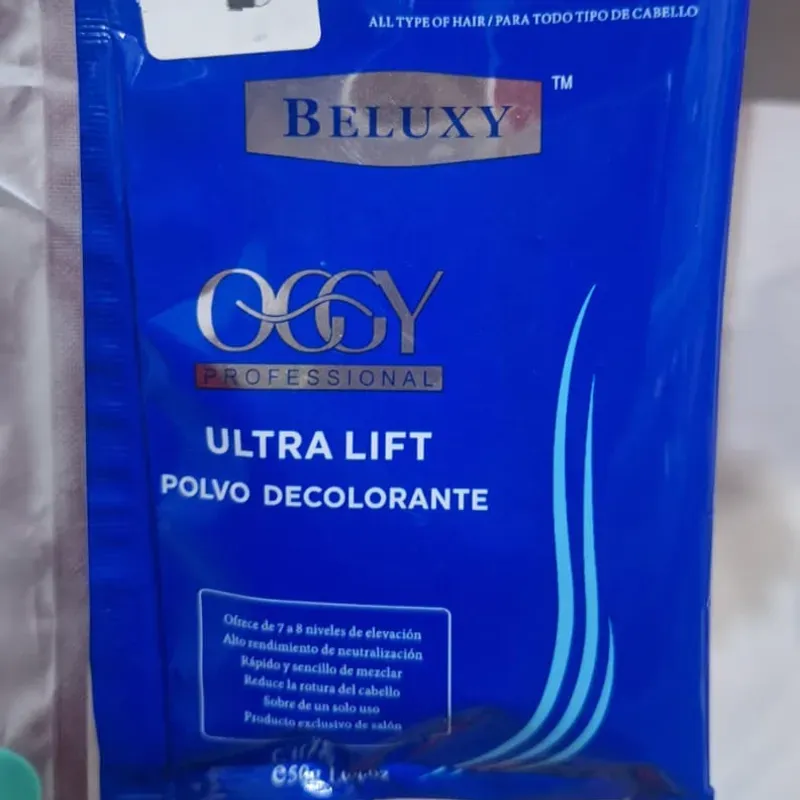 ALL TYPE OF HAIR / PARA TODO TIPO DE CABELLO
BELUXY ™
OGGY
PROFESSIONAL
ULTRA LIFT
POLVO DECOLORANTE
Ofrece de 7 a 8 niveles de elevación
Alto rendimiento de neutralización
Rápido y sencillo de mezclar
Reduce la rotura del cabello
Sobre de un solo uso
Producto exclusivo de salón